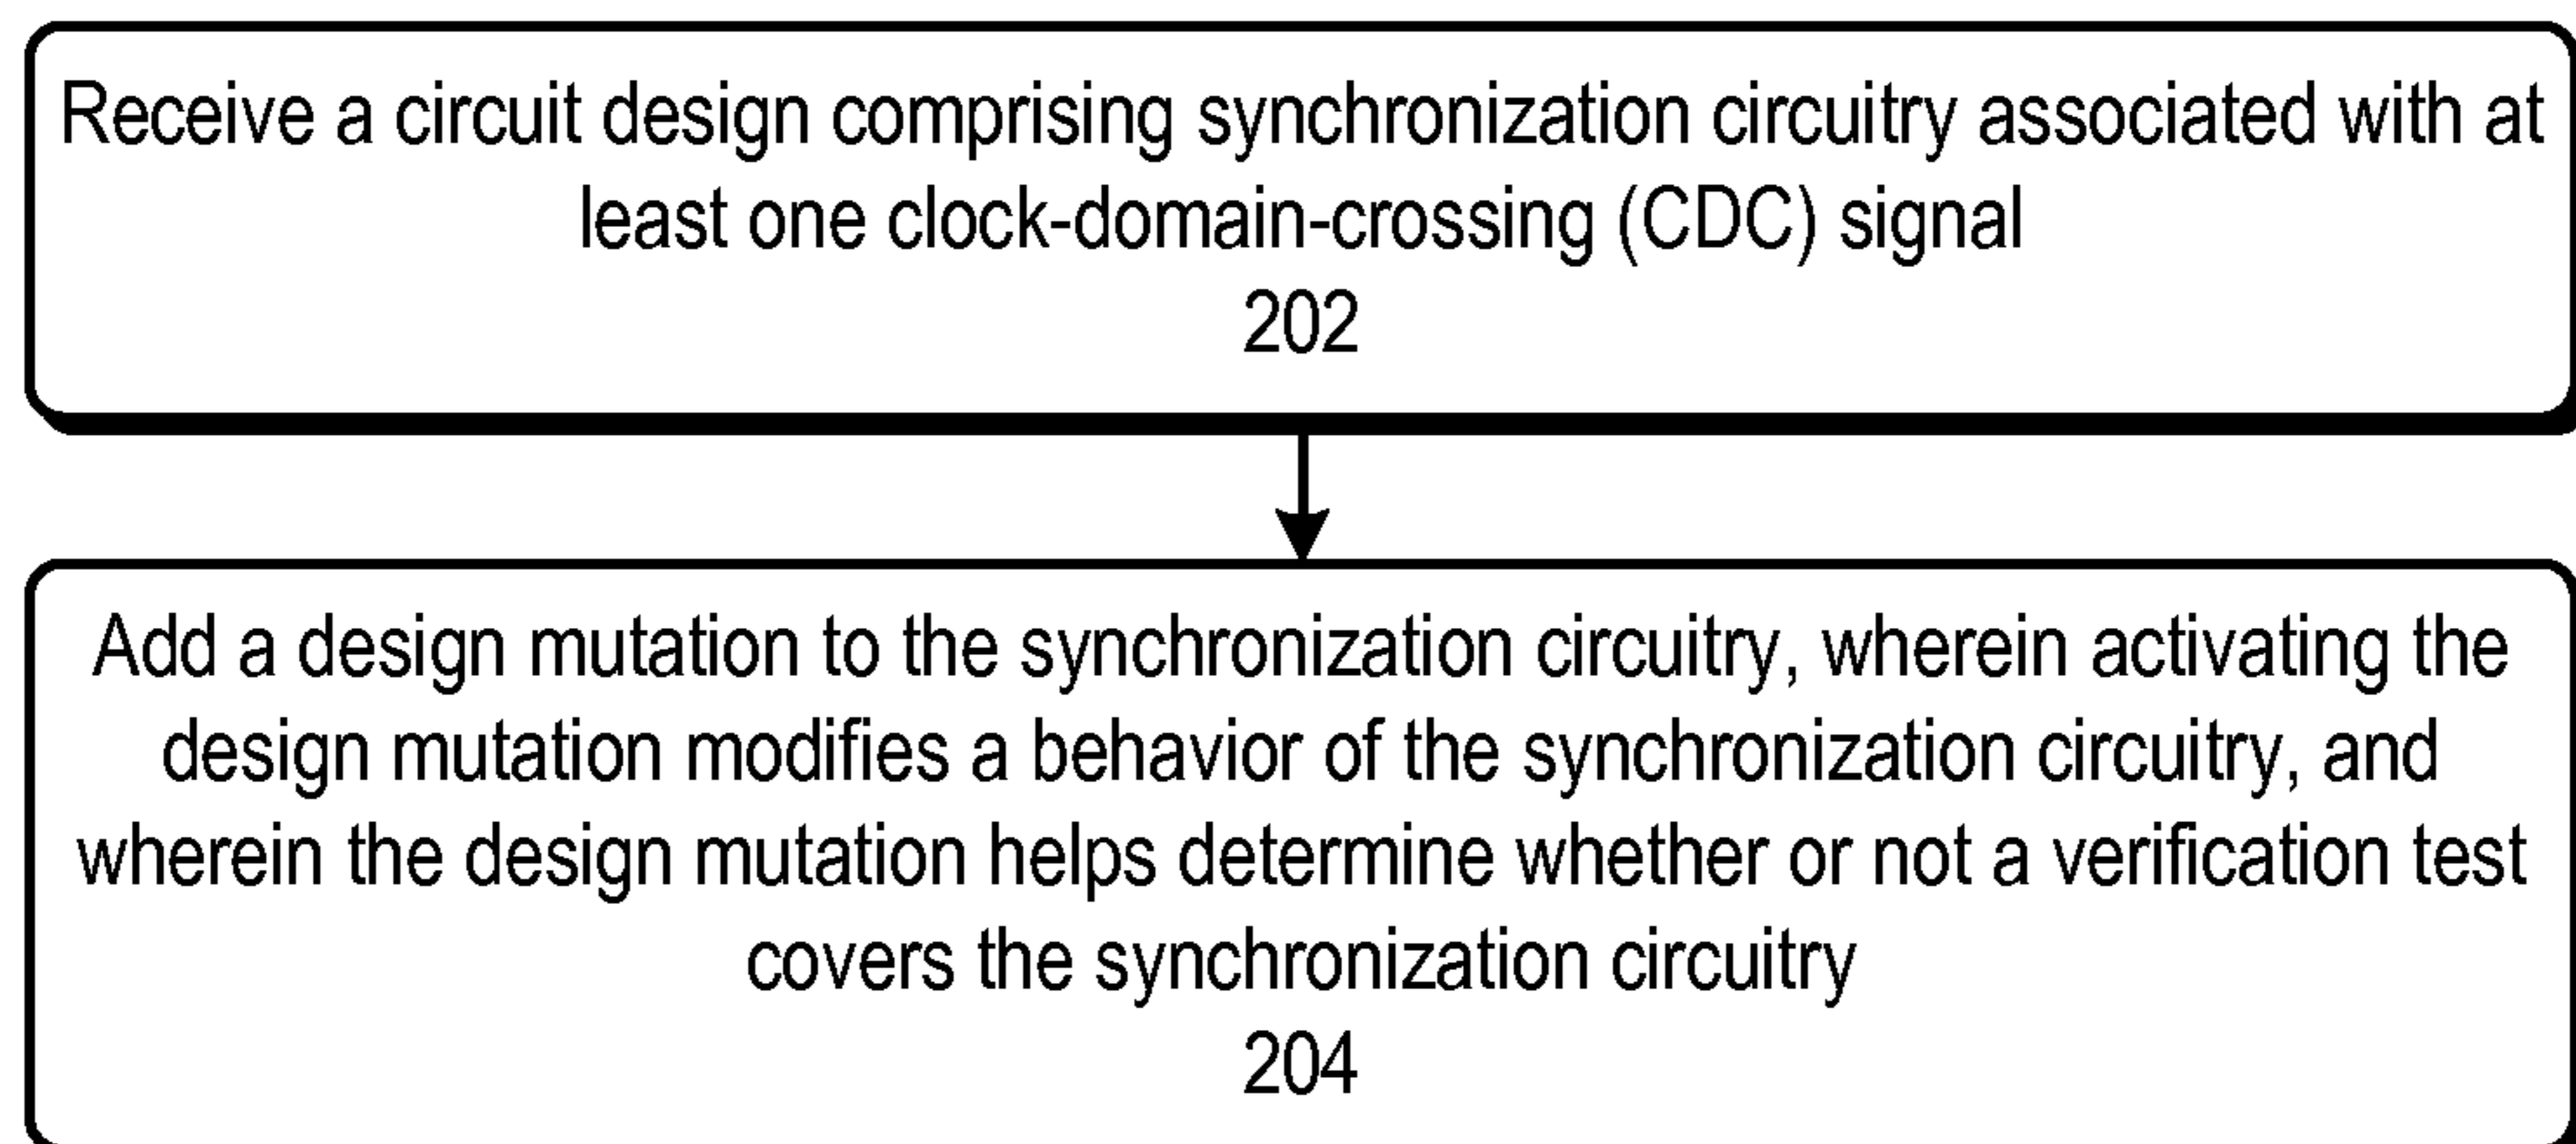 Receive a circuit design comprising synchronization circuitry associated with at
least one clock-domain-crossing (CDC) signal
202
Add a design mutation to the synchronization circuitry, wherein activating the
design mutation modifies a behavior of the synchronization circuitry, and
wherein the design mutation helps determine whether or not a verification test
covers the synchronization circuitry
204